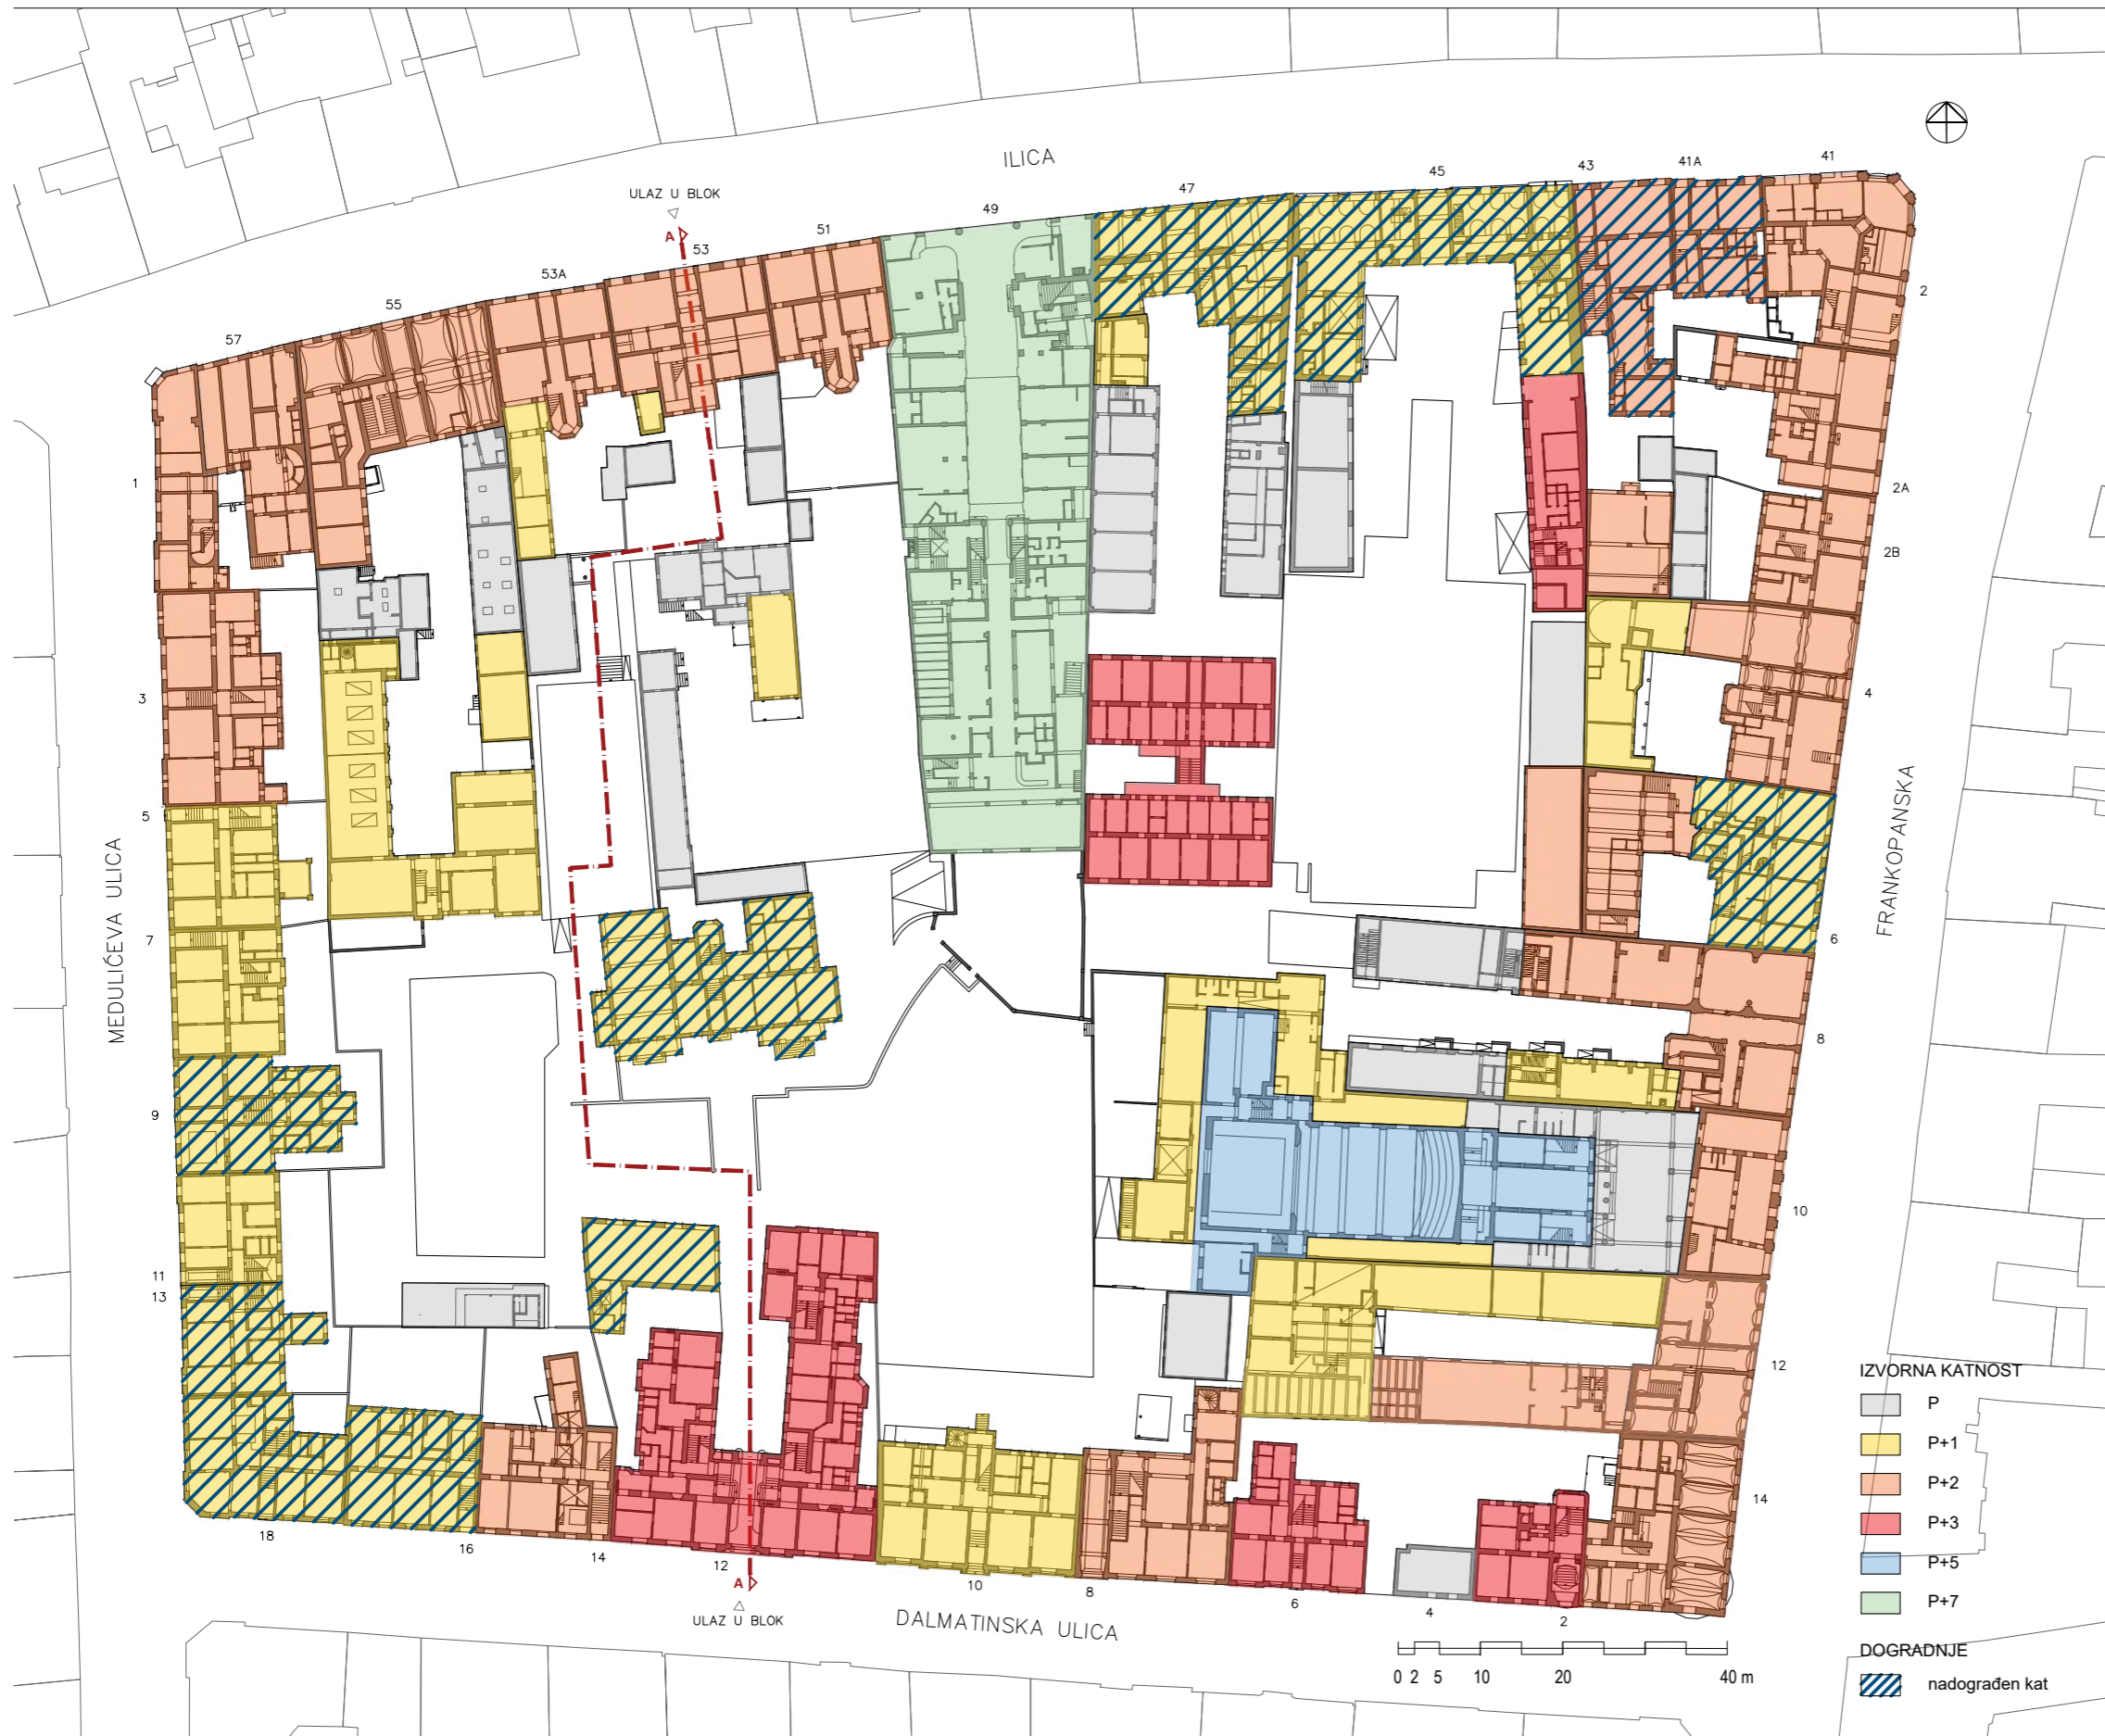 ILICA
ULAZ U BLOK
A
41
41A
43
45
47
49
51
53
53A
55
57
2
1
2A
2B
3
4
5
MEDULIĆEVA ULICA
FRANKOPANSKA
7
6
8
9
10
11
13
12
14
18
16
14
12
10
8
6
4
2
A
ULAZ U BLOK
DALMATINSKA ULICA
0 2 5 10 20 40 m
IZVORNA KATNOST
P
P+1
P+2
P+3
P+5
P+7
DOGRADNJE
nadograđen kat